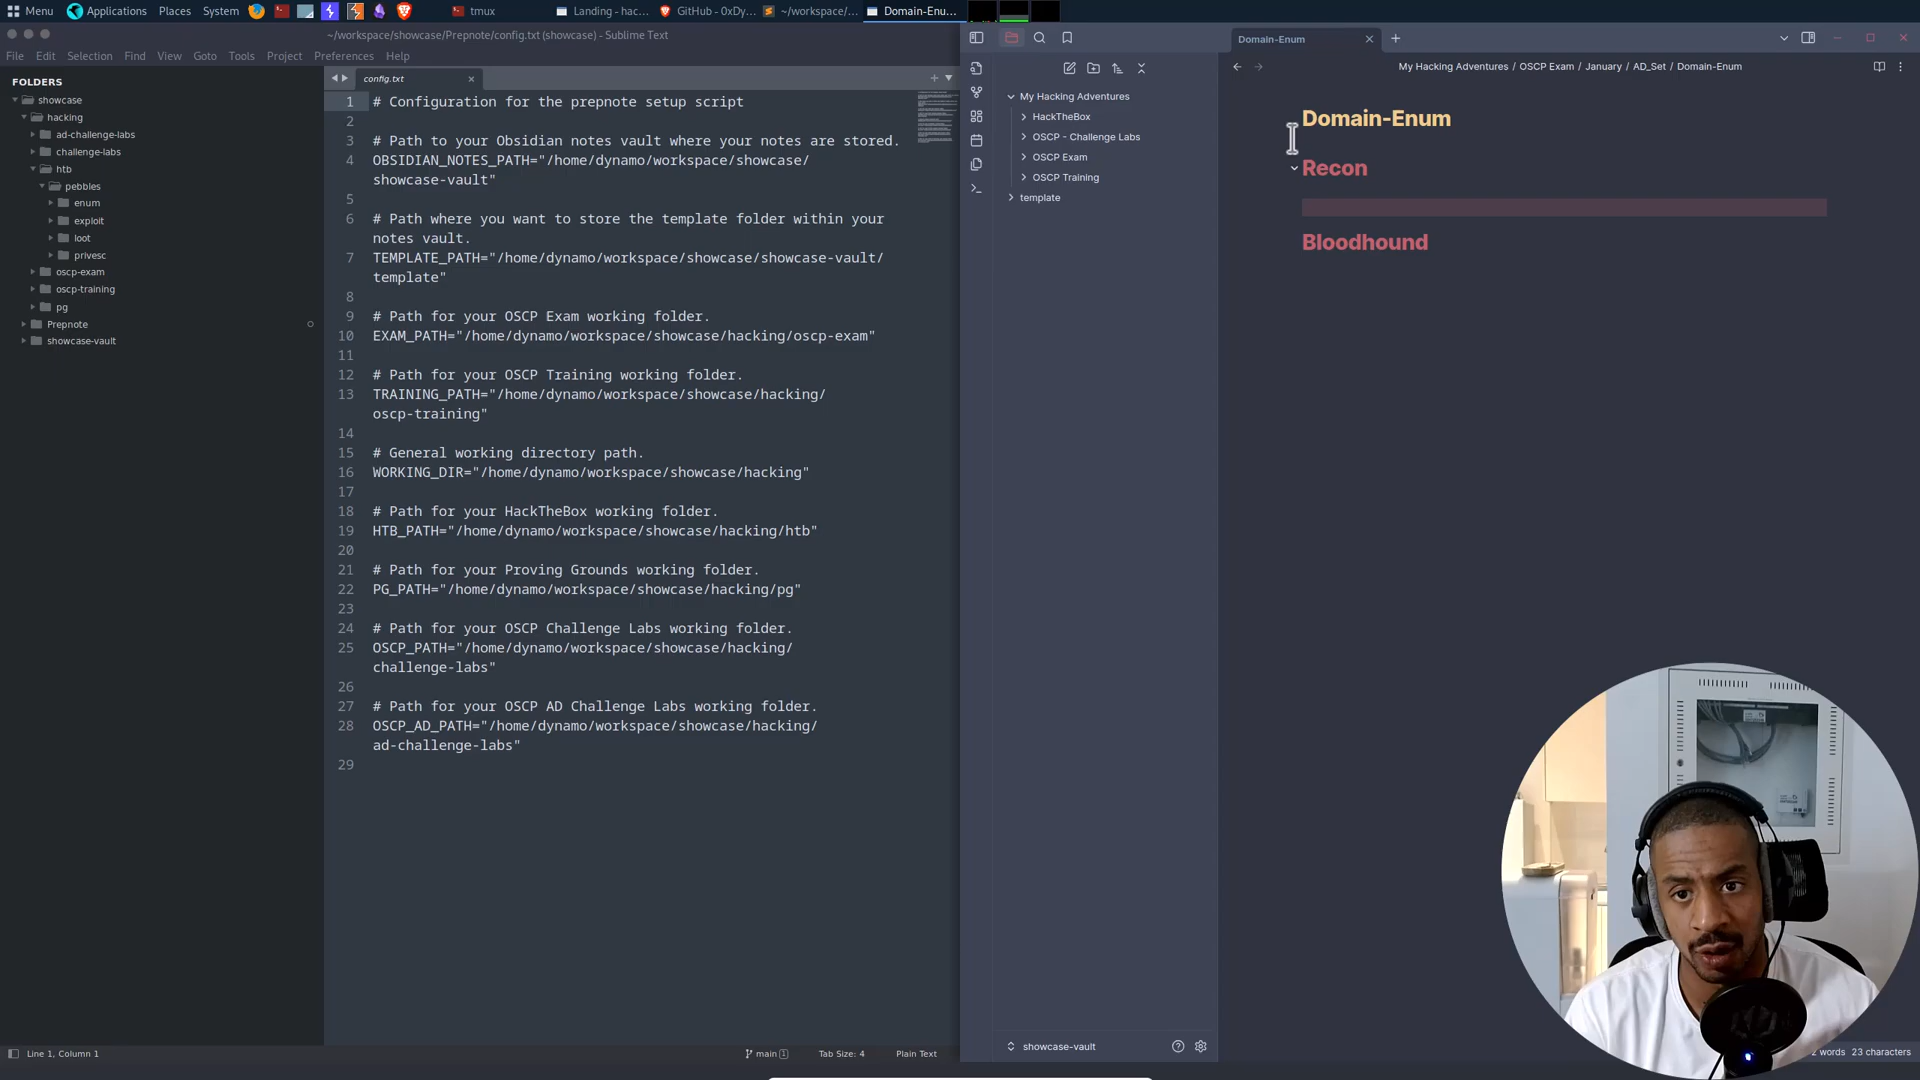 Menu Applications Places System tmux Landing - hac... GitHub - 0xDy... ~/workspace/... Domain-Enu...
~/workspace/showcase/Prepnote/config.txt (showcase) - Sublime Text
File Edit Selection Find View Goto Tools Project Preferences Help
FOLDERS
showcase
hacking
ad-challenge-labs
challenge-labs
htb
pebbles
enum
exploit
loot
privesc
oscp-exam
oscp-training
pg
Prepnote
showcase-vault
config.txt
1 # Configuration for the prepnote setup script
2
3 # Path to your Obsidian notes vault where your notes are stored.
4 OBSIDIAN_NOTES_PATH="/home/dynamo/workspace/showcase/
showcase-vault"
5
6 # Path where you want to store the template folder within your
notes vault.
7 TEMPLATE_PATH="/home/dynamo/workspace/showcase/showcase-vault/
template"
8
9 # Path for your OSCP Exam working folder.
10 EXAM_PATH="/home/dynamo/workspace/showcase/hacking/oscp-exam"
11
12 # Path for your OSCP Training working folder.
13 TRAINING_PATH="/home/dynamo/workspace/showcase/hacking/
oscp-training"
14
15 # General working directory path.
16 WORKING_DIR="/home/dynamo/workspace/showcase/hacking"
17
18 # Path for your HackTheBox working folder.
19 HTB_PATH="/home/dynamo/workspace/showcase/hacking/htb"
20
21 # Path for your Proving Grounds working folder.
22 PG_PATH="/home/dynamo/workspace/showcase/hacking/pg"
23
24 # Path for your OSCP Challenge Labs working folder.
25 OSCP_PATH="/home/dynamo/workspace/showcase/hacking/
challenge-labs"
26
27 # Path for your OSCP AD Challenge Labs working folder.
28 OSCP_AD_PATH="/home/dynamo/workspace/showcase/hacking/
ad-challenge-labs"
29
Line 1, Column 1 main 1 Tab Size: 4 Plain Text
My Hacking Adventures
HackTheBox
OSCP - Challenge Labs
OSCP Exam
OSCP Training
template
showcase-vault
Domain-Enum
My Hacking Adventures / OSCP Exam / January / AD_Set / Domain-Enum
Domain-Enum
Recon
Bloodhound
2 words 23 characters